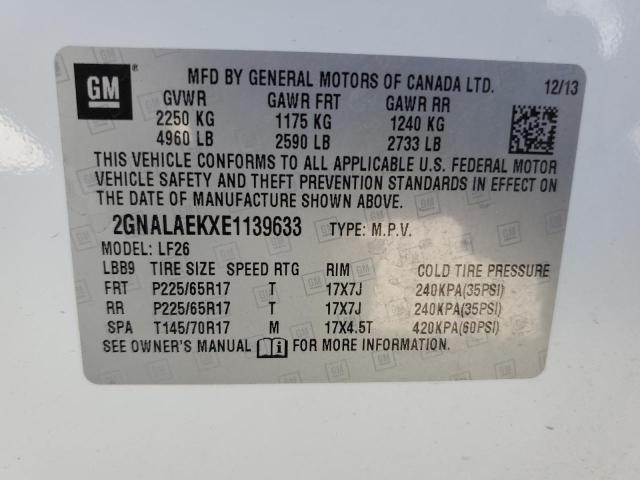 GM ®
MFD BY GENERAL MOTORS OF CANADA LTD. 12/13
GVWR GAWR FRT GAWR RR
2250 KG 1175 KG 1240 KG
4960 LB 2590 LB 2733 LB
THIS VEHICLE CONFORMS TO ALL APPLICABLE U.S. FEDERAL MOTOR
VEHICLE SAFETY AND THEFT PREVENTION STANDARDS IN EFFECT ON
THE DATE OF MANUFACTURE SHOWN ABOVE.
2GNALAEKXE1139633 TYPE: M.P.V.
MODEL: LF26
LBB9 TIRE SIZE SPEED RTG RIM COLD TIRE PRESSURE
FRT P225/65R17 T 17X7J 240KPA(35PSI)
RR P225/65R17 T 17X7J 240KPA(35PSI)
SPA T145/70R17 M 17X4.5T 420KPA(60PSI)
SEE OWNER'S MANUAL FOR MORE INFORMATION.